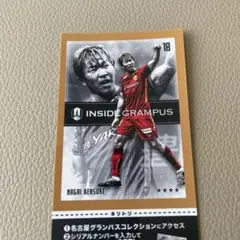 18
INSIDE GRAMPUS
NAGAI KENSUKE
★★★★
キリトリ
❶名古屋グランパスコレクションにアクセス
❷シリアルナンバーを入力して